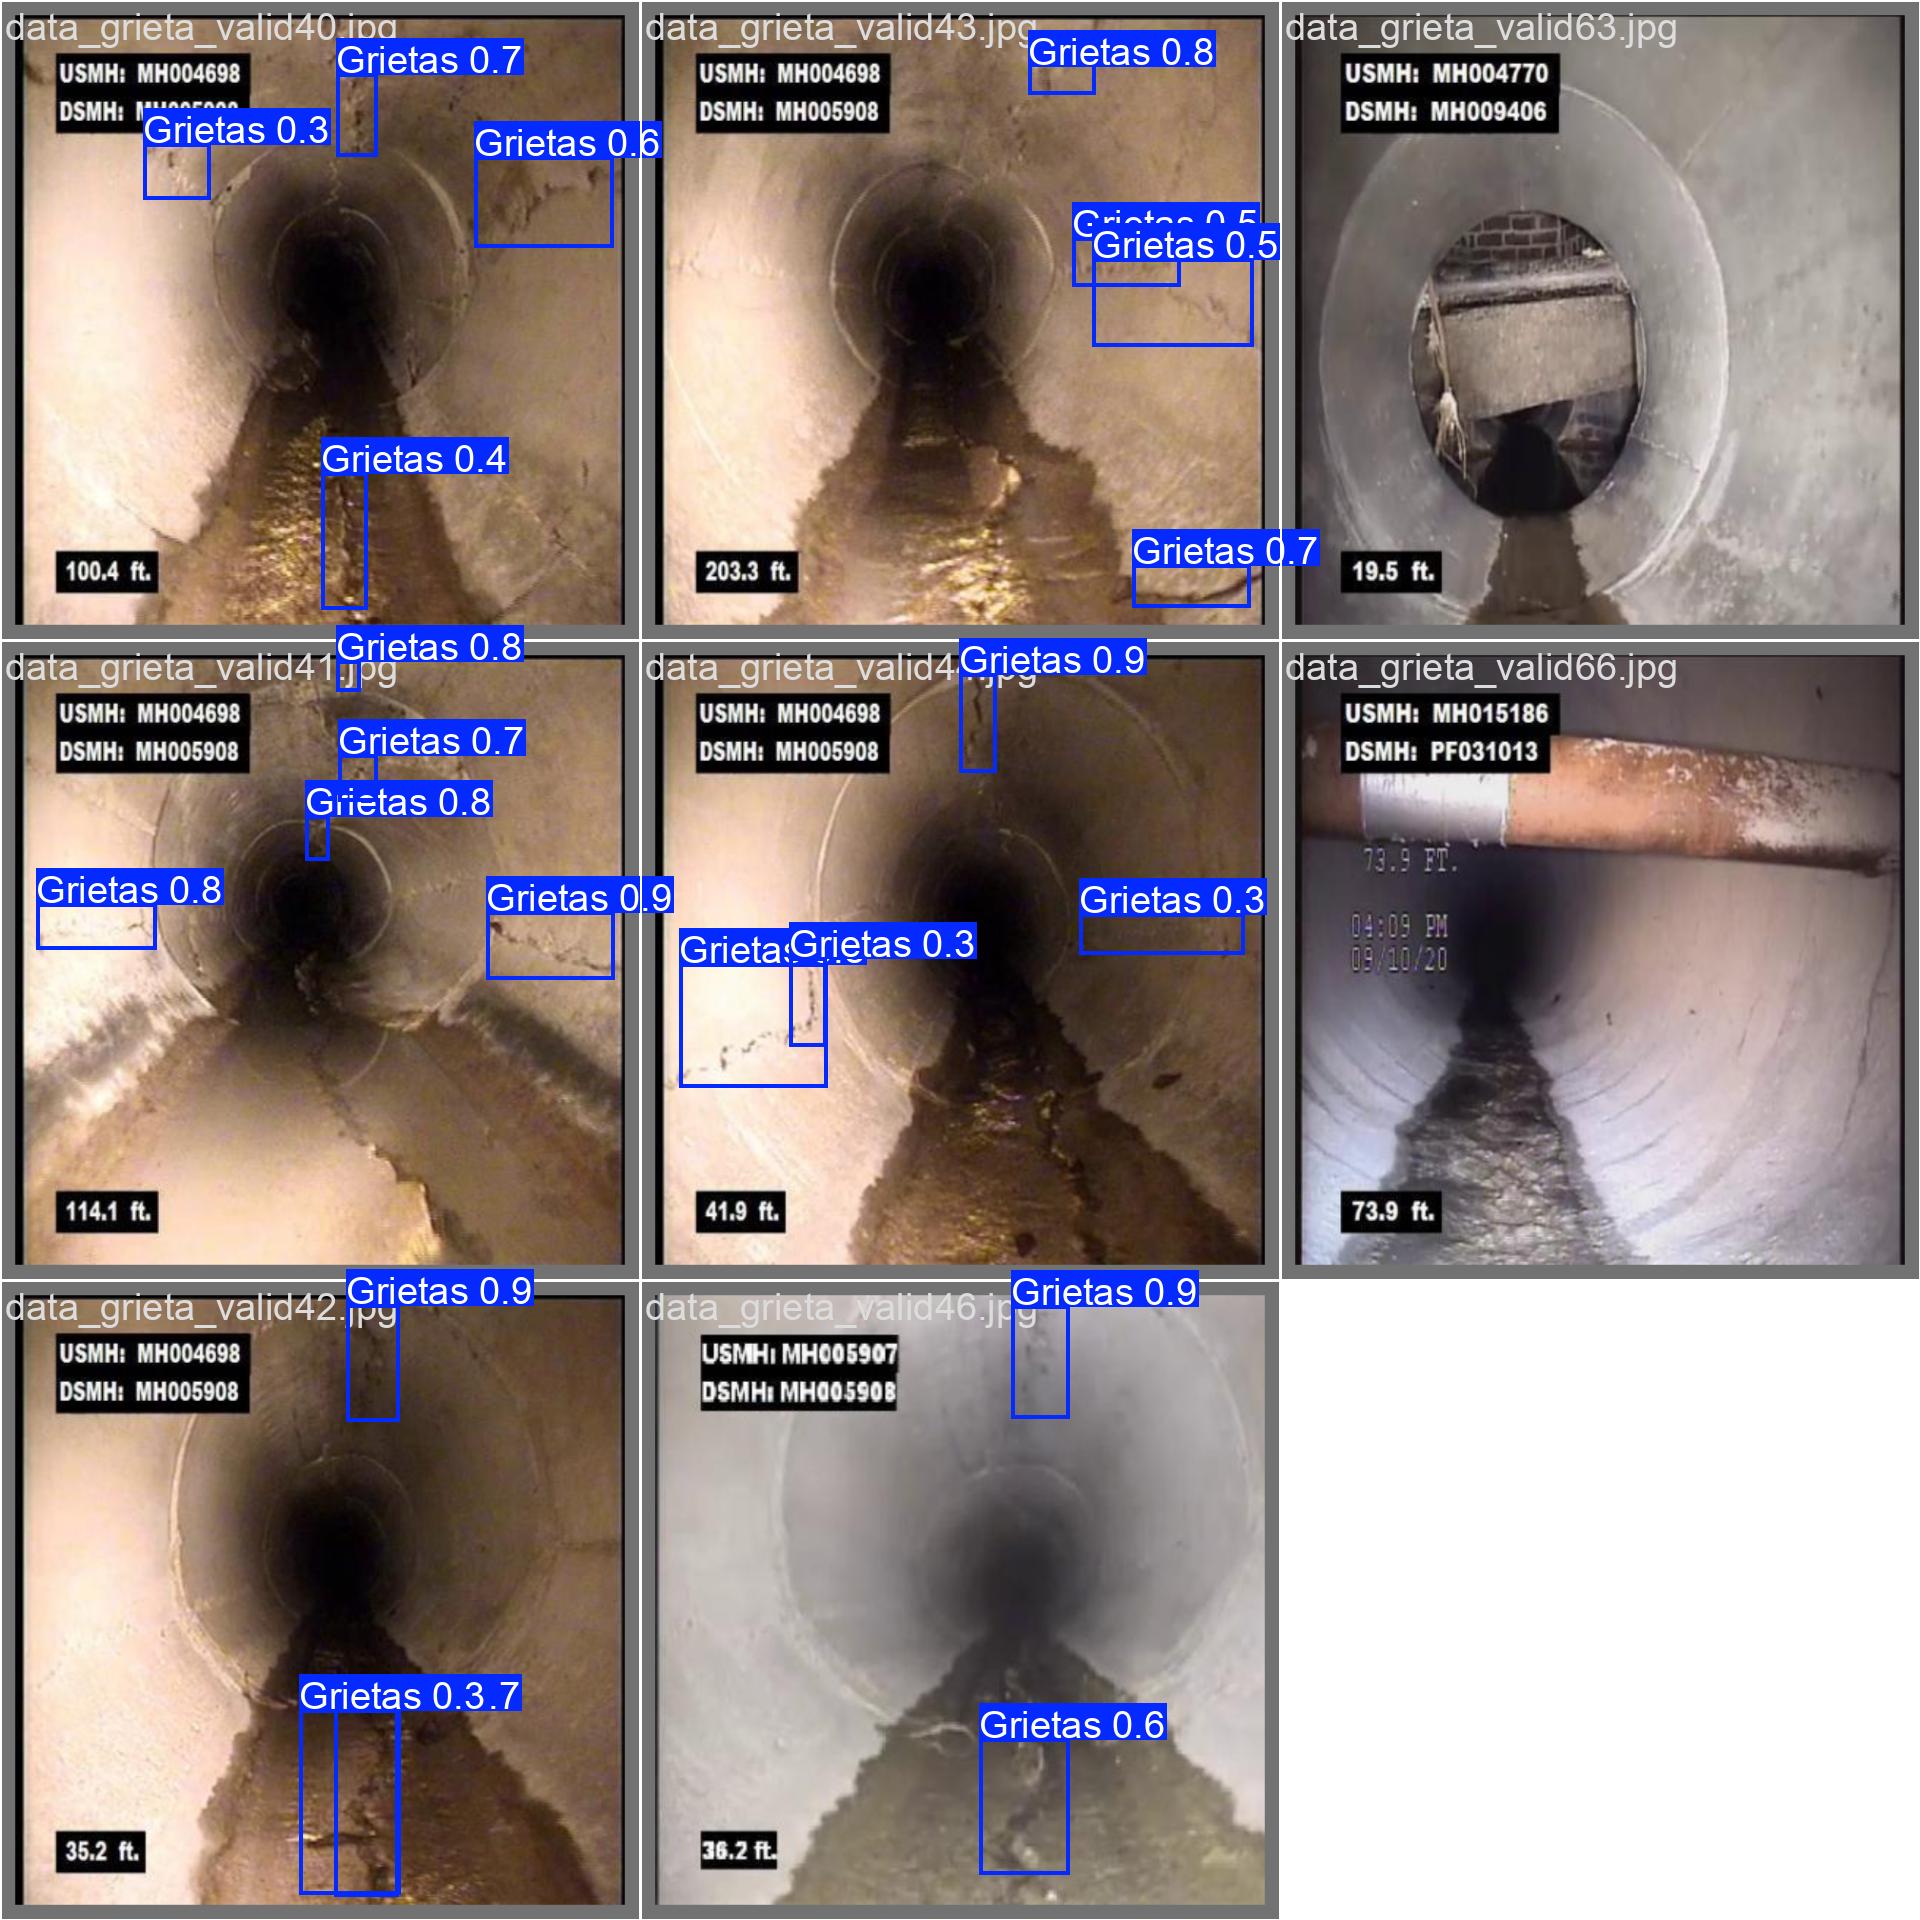 data_grieta_valid40.jpg
Grietas 0.7
USMH: MH004698
DSMH: MH005908
Grietas 0.3
Grietas 0.6
Grietas 0.4
100.4 ft.
data_grieta_valid43.jpg
Grietas 0.8
USMH: MH004698
DSMH: MH005908
Grietas 0.5
Grietas 0.5
Grietas 0.7
203.3 ft.
data_grieta_valid63.jpg
USMH: MH004770
DSMH: MH009406
19.5 ft.
Grietas 0.8
data_grieta_valid41.jpg
USMH: MH004698
DSMH: MH005908
Grietas 0.7
Grietas 0.8
Grietas 0.8
Grietas 0.9
114.1 ft.
Grietas 0.9
USMH: MH004698
DSMH: MH005908
Grietas 0.3
Grietas 0.3
Grietas
41.9 ft.
data_grieta_valid66.jpg
USMH: MH015186
DSMH: PF031013
73.9 FT.
04:09 PM
09/10/20
73.9 ft.
Grietas 0.9
data_grieta_valid42.jpg
USMH: MH004698
DSMH: MH005908
Grietas 0.3.7
35.2 ft.
Grietas 0.9
data_grieta_valid46.jpg
USMH: MH005907
DSMH: MH005908
Grietas 0.6
36.2 ft.